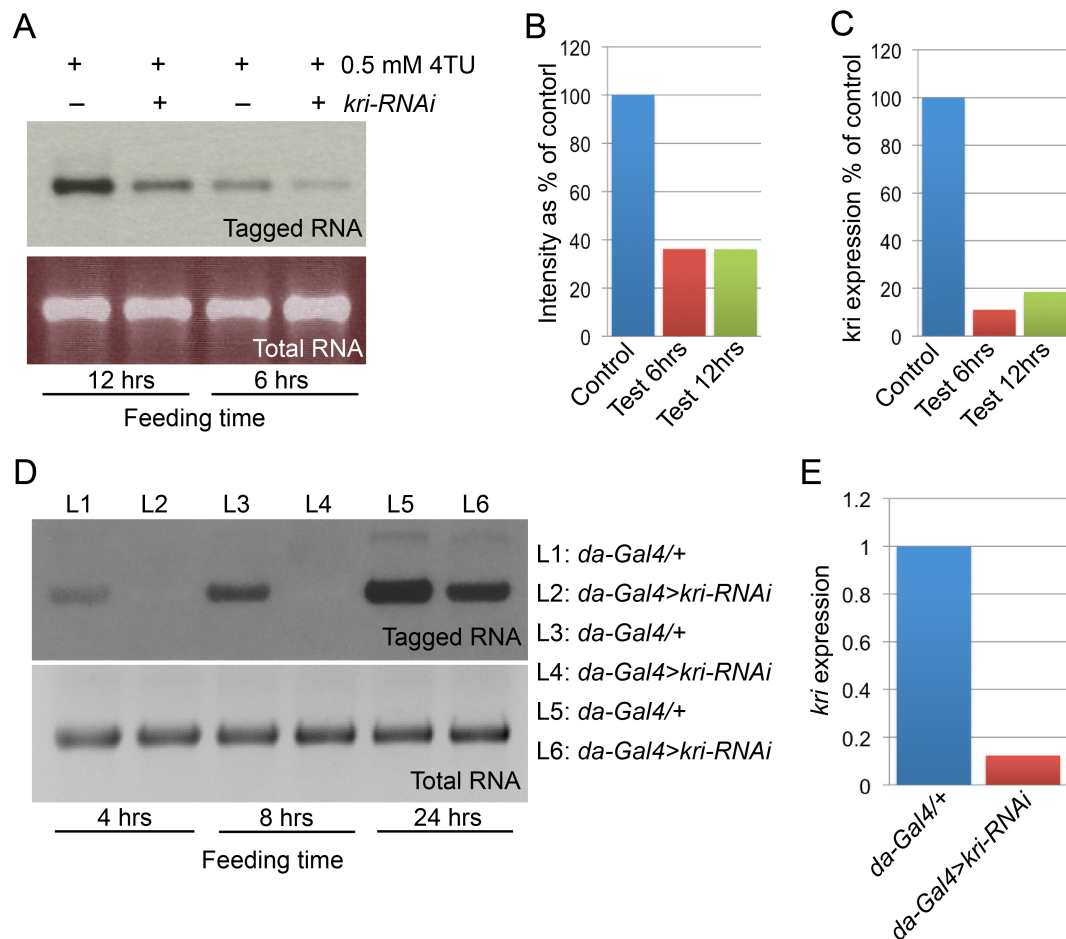 A
+ + + + 0.5 mM 4TU
– + – + kri-RNAi
Tagged RNA
Total RNA
12 hrs 6 hrs
Feeding time
B
Intensity as % of contorl
120
100
80
60
40
20
0
Control
Test 6hrs
Test 12hrs
C
kri expression % of control
120
100
80
60
40
20
0
Control
Test 6hrs
Test 12hrs
D
L1 L2 L3 L4 L5 L6
Tagged RNA
Total RNA
4 hrs 8 hrs 24 hrs
Feeding time
L1: da-Gal4/+
L2: da-Gal4>kri-RNAi
L3: da-Gal4/+
L4: da-Gal4>kri-RNAi
L5: da-Gal4/+
L6: da-Gal4>kri-RNAi
E
kri expression
1.2
1
0.8
0.6
0.4
0.2
0
da-Gal4/+
da-Gal4>kri-RNAi